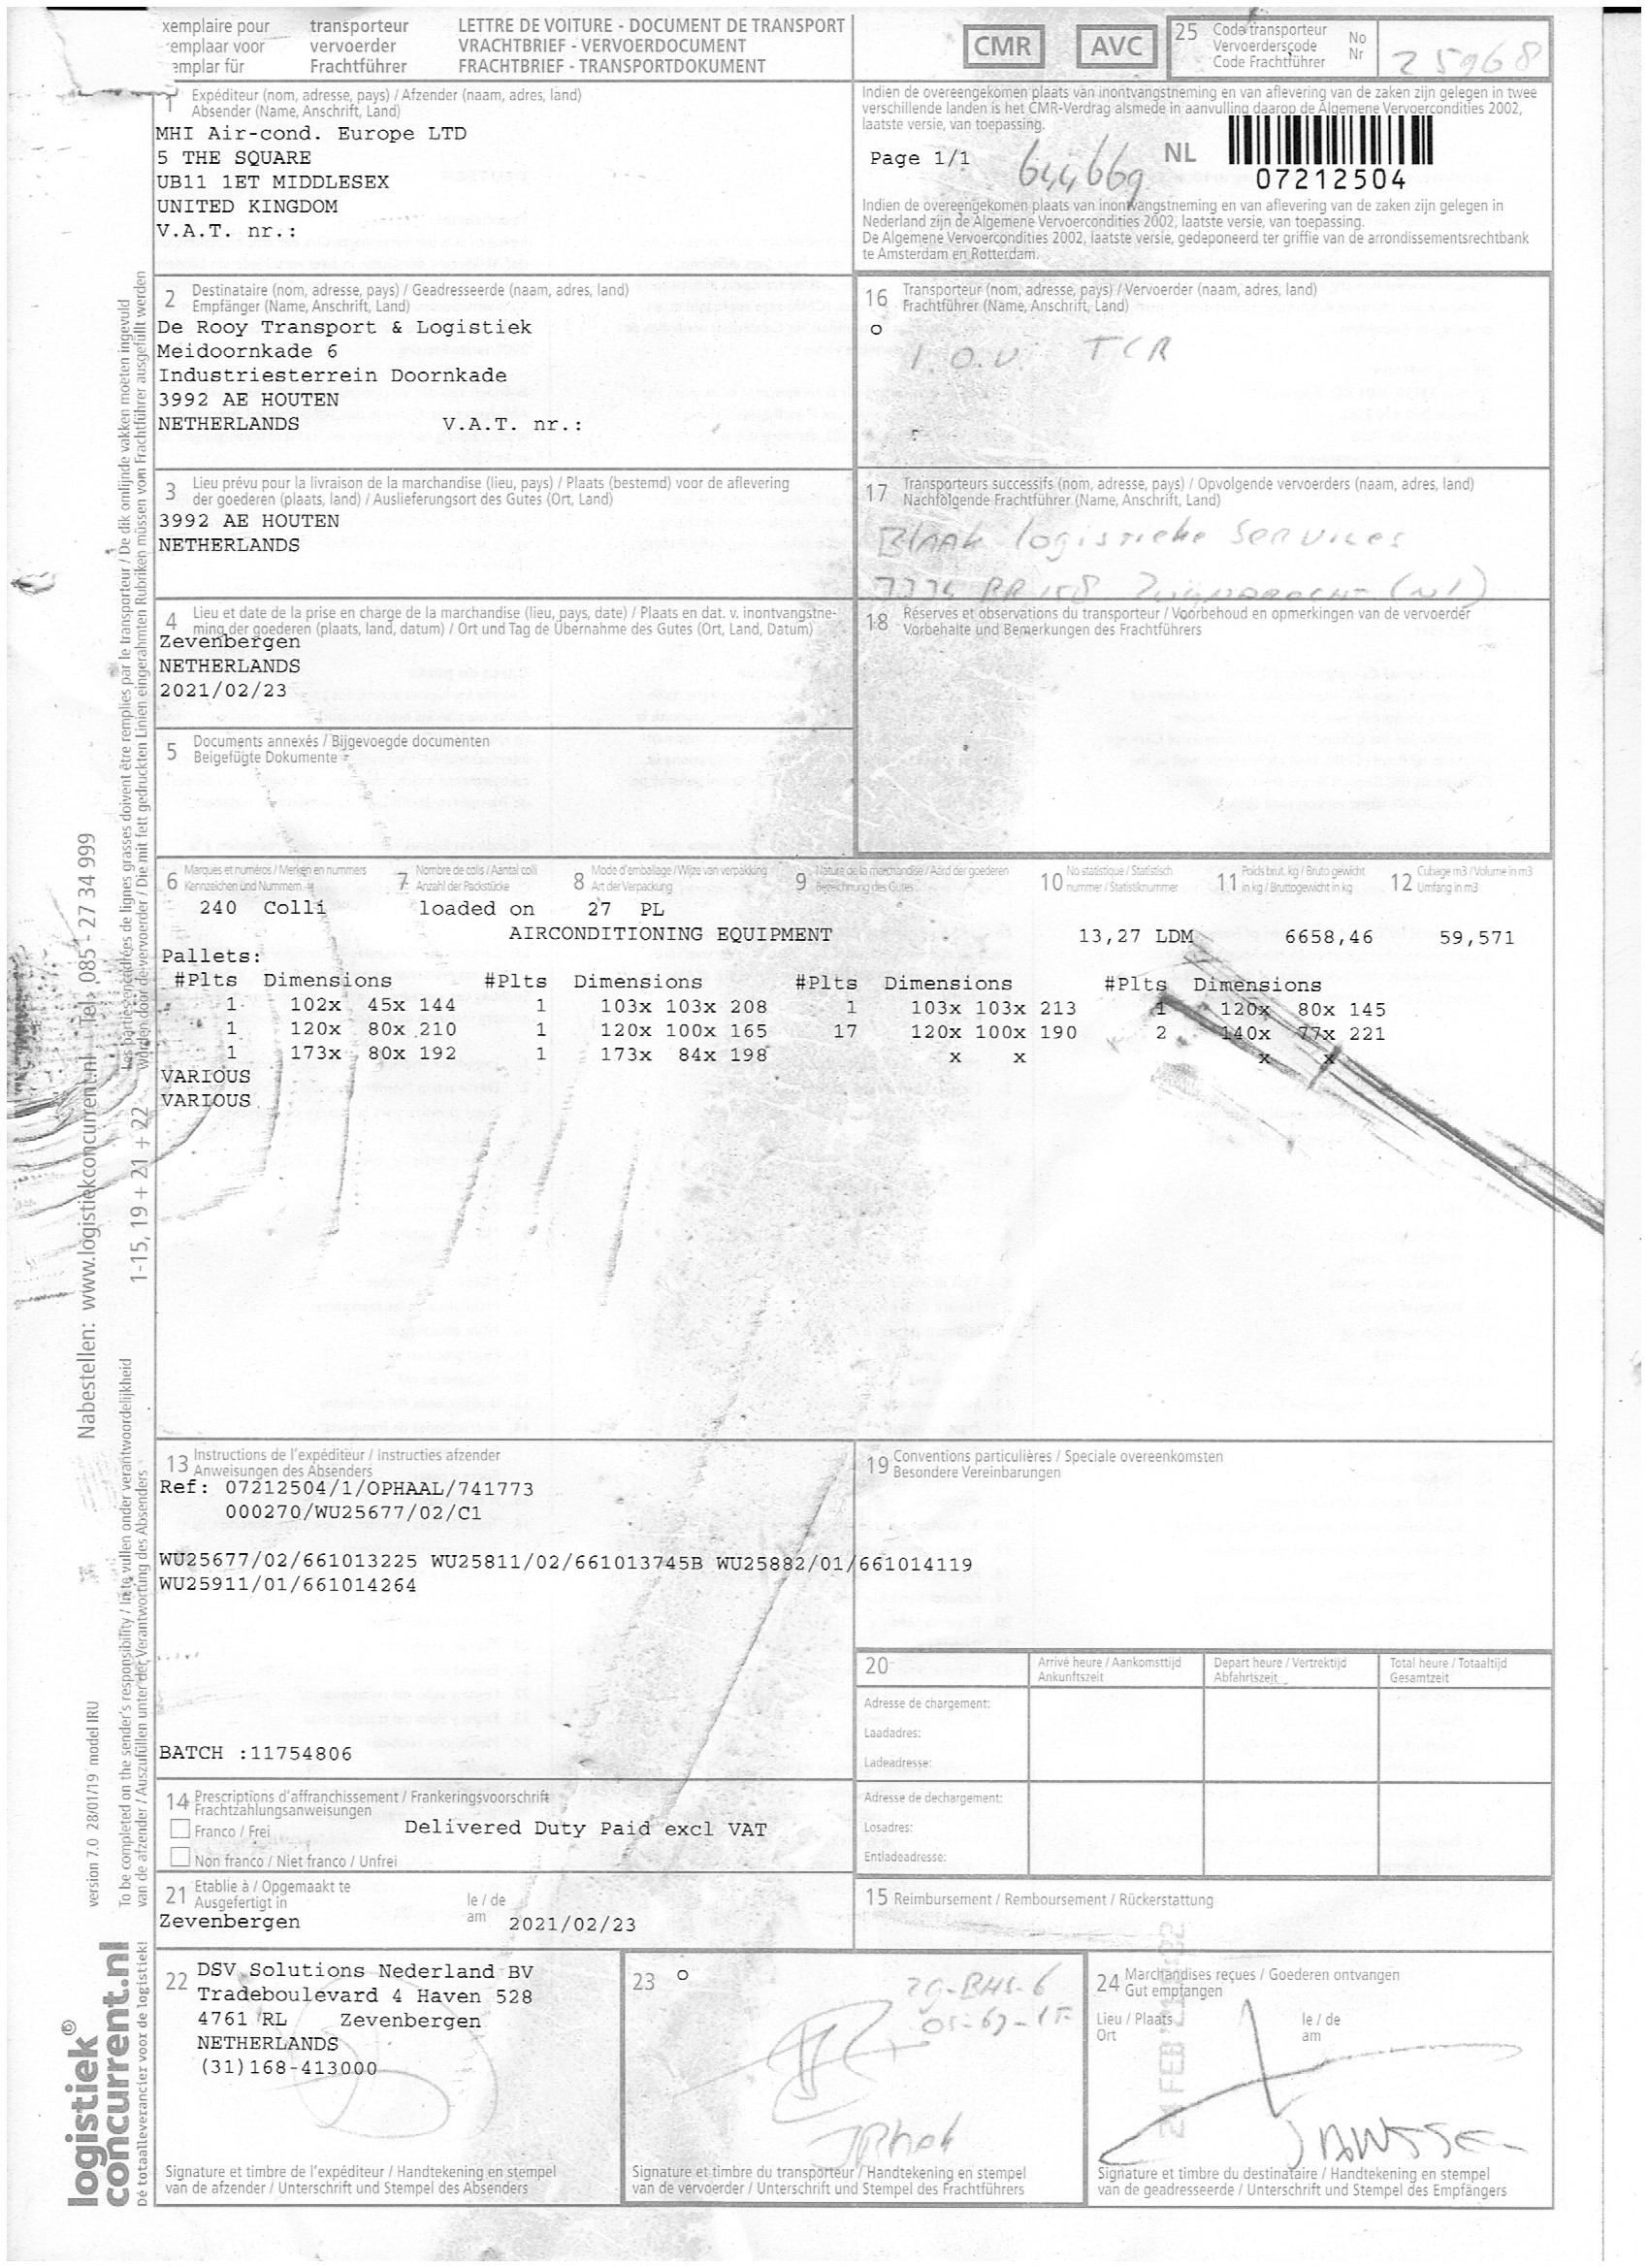 xemplaire pour transporteur LETTRE DE VOITURE - DOCUMENT DE TRANSPORT
emplaar voor vervoerder VRACHTBRIEF - VERVOERDOCUMENT
emplar für Frachtführer FRACHTBRIEF - TRANSPORTDOKUMENT
CMR AVC
25 Code transporteur No
Vervoerderscode Nr
Code Frachtführer
25968
1 Expéditeur (nom, adresse, pays) / Afzender (naam, adres, land)
Absender (Name, Anschrift, Land)
MHI Air-cond. Europe LTD
5 THE SQUARE
UB11 1ET MIDDLESEX
UNITED KINGDOM
V.A.T. nr.:
Indien de overeengekomen plaats van inontvangstneming en van aflevering van de zaken zijn gelegen in twee
verschillende landen is het CMR-Verdrag alsmede in aanvulling daarop de Algemene Vervoercondities 2002,
laatste versie, van toepassing.
Page 1/1 NL
07212504
Indien de overeengekomen plaats van inontvangstneming en van aflevering van de zaken zijn gelegen in
Nederland zijn de Algemene Vervoercondities 2002, laatste versie, van toepassing.
De Algemene Vervoercondities 2002, laatste versie, gedeponeerd ter griffie van de arrondissementsrechtbank
te Amsterdam en Rotterdam.
2 Destinataire (nom, adresse, pays) / Geadresseerde (naam, adres, land)
Empfänger (Name, Anschrift, Land)
De Rooy Transport & Logistiek
Meidoornkade 6
Industriesterrein Doornkade
3992 AE HOUTEN
NETHERLANDS V.A.T. nr.:
16 Transporteur (nom, adresse, pays) / Vervoerder (naam, adres, land)
Frachtführer (Name, Anschrift, Land)
o
I.O.V. TCR
3 Lieu prévu pour la livraison de la marchandise (lieu, pays) / Plaats (bestemd) voor de aflevering
der goederen (plaats, land) / Auslieferungsort des Gutes (Ort, Land)
3992 AE HOUTEN
NETHERLANDS
17 Transporteurs successifs (nom, adresse, pays) / Opvolgende vervoerders (naam, adres, land)
Nachfolgende Frachtführer (Name, Anschrift, Land)
logistieke services
4 Lieu et date de la prise en charge de la marchandise (lieu, pays, date) / Plaats en dat. v. inontvangstne-
ming der goederen (plaats, land, datum) / Ort und Tag de Übernahme des Gutes (Ort, Land, Datum)
Zevenbergen
NETHERLANDS
2021/02/23
18 Réserves et observations du transporteur / Voorbehoud en opmerkingen van de vervoerder
Vorbehalte und Bemerkungen des Frachtführers
5 Documents annexés / Bijgevoegde documenten
Beigefügte Dokumente
6 Marques et numéros / Merken en nummers
Kennzeichen und Nummern
7 Nombre de colis / Aantal colli
Anzahl der Packstücke
8 Mode d'emballage / Wijze van verpakking
Art der Verpackung
9 Nature de la marchandise / Aard der goederen
Bezeichnung des Gutes
10 No statistique / Statistisch
nummer / Statistiknummer
11 Poids brut. kg / Bruto gewicht
in kg / Bruttogewicht in kg
12 Cubage m3 / Volume in m3
Umfang in m3
240 Colli loaded on 27 PL
AIRCONDITIONING EQUIPMENT 13,27 LDM 6658,46 59,571
Pallets:
#Plts Dimensions #Plts Dimensions #Plts Dimensions #Plts Dimensions
1 102x 45x 144 1 103x 103x 208 1 103x 103x 213 1 120x 80x 145
1 120x 80x 210 1 120x 100x 165 17 120x 100x 190 2 140x 77x 221
1 173x 80x 192 1 173x 84x 198 x x x x
VARIOUS
VARIOUS
13 Instructions de l'expéditeur / Instructies afzender
Anweisungen des Absenders
Ref: 07212504/1/OPHAAL/741773
000270/WU25677/02/C1
WU25677/02/661013225 WU25811/02/661013745B WU25882/01/661014119
WU25911/01/661014264
BATCH :11754806
19 Conventions particulières / Speciale overeenkomsten
Besondere Vereinbarungen
20 Arrivé heure / Aankomsttijd Depart heure / Vertrektijd Total heure / Totaaltijd
Ankunftszeit Abfahrtszeit Gesamtzeit
Adresse de chargement:
Laadadres:
Ladeadresse:
Adresse de dechargement:
Losadres:
Entladeadresse:
14 Prescriptions d'affranchissement / Frankeringsvoorschrift
Frachtzahlungsanweisungen
Franco / Frei Delivered Duty Paid excl VAT
Non franco / Niet franco / Unfrei
21 Etablie à / Opgemaakt te le / de
Ausgefertigt in am
Zevenbergen 2021/02/23
15 Reimbursement / Remboursement / Rückerstattung
22 DSV Solutions Nederland BV
Tradeboulevard 4 Haven 528
4761 RL Zevenbergen
NETHERLANDS
(31)168-413000
Signature et timbre de l'expéditeur / Handtekening en stempel
van de afzender / Unterschrift und Stempel des Absenders
23 o
Signature et timbre du transporteur / Handtekening en stempel
van de vervoerder / Unterschrift und Stempel des Frachtführers
24 Marchandises reçues / Goederen ontvangen
Gut empfangen
Lieu / Plaats le / de
Ort am
JANSSEN
Signature et timbre du destinataire / Handtekening en stempel
van de geadresseerde / Unterschrift und Stempel des Empfängers
Les parties encadrées de lignes grasses doivent être remplies par le transporteur / De dik omlijnde vakken moeten ingevuld
worden door de vervoerder / Die mit fett gedruckten Linien eingerahmten Rubriken müssen vom Frachtführer ausgefüllt werden
1-15, 19 + 21 + 22
Nabestellen: www.logistiekconcurrent.nl Tel. 085 - 27 34 999
To be completed on the sender's responsibility / In te vullen onder verantwoordelijkheid
van de afzender / Auszufüllen unter der Verantwortung des Absenders
version 7.0 28/01/19 model IRU
logistiek®
concurrent.nl
Dé totaalleverancier voor de logistiek!